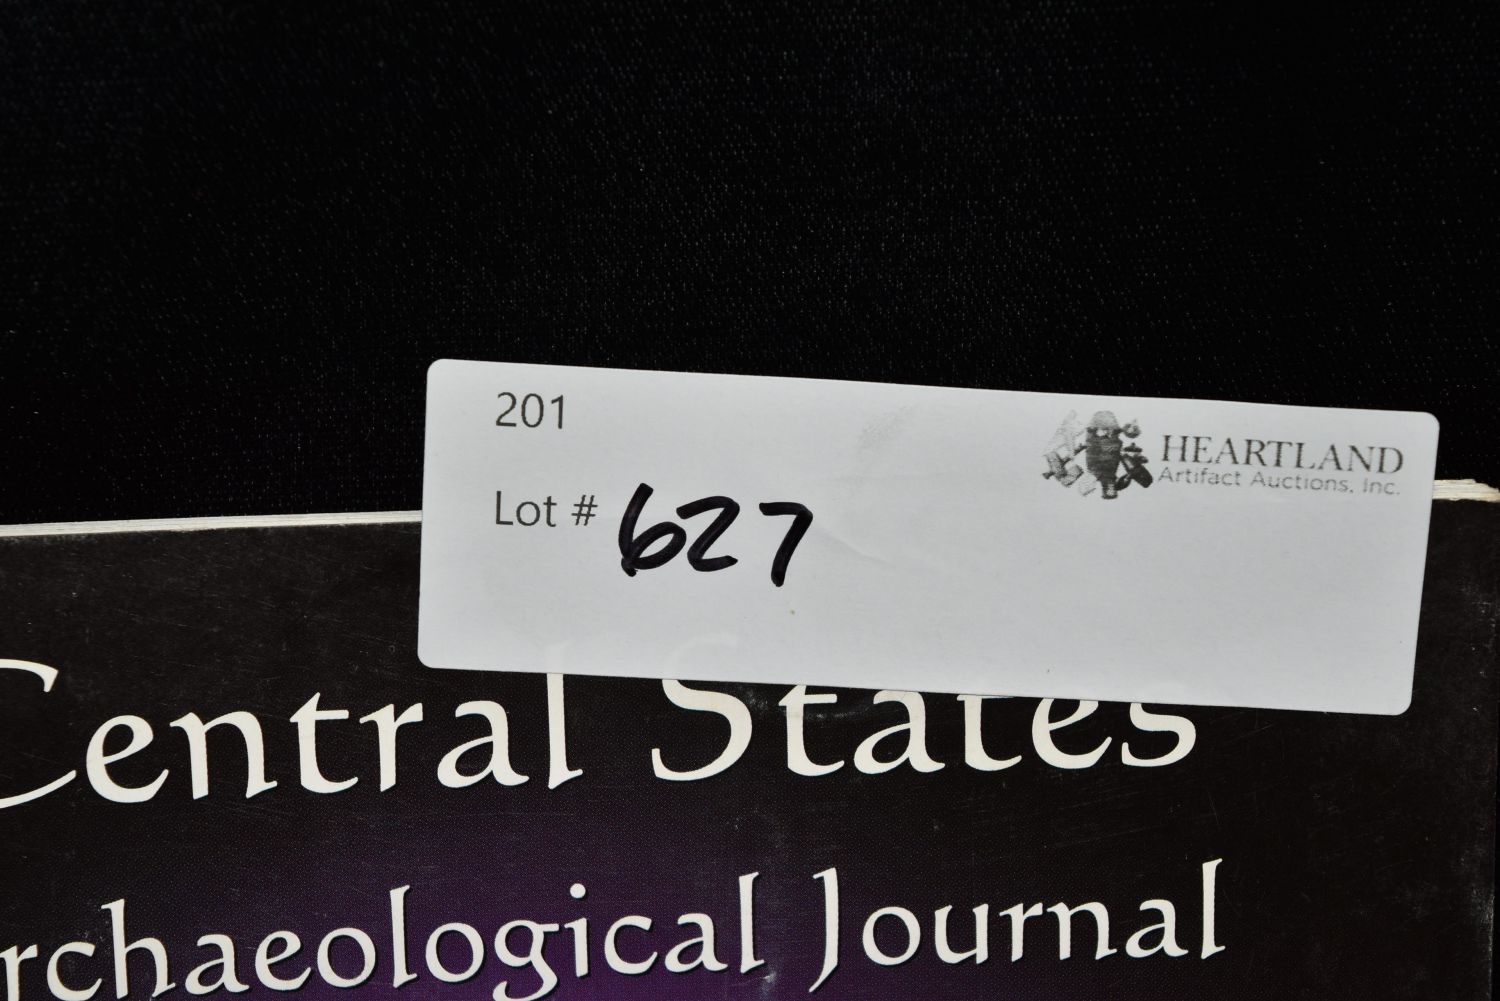 201
HEARTLAND
Artifact Auctions, Inc.
Lot # 627
Central States
rchaeological Journal